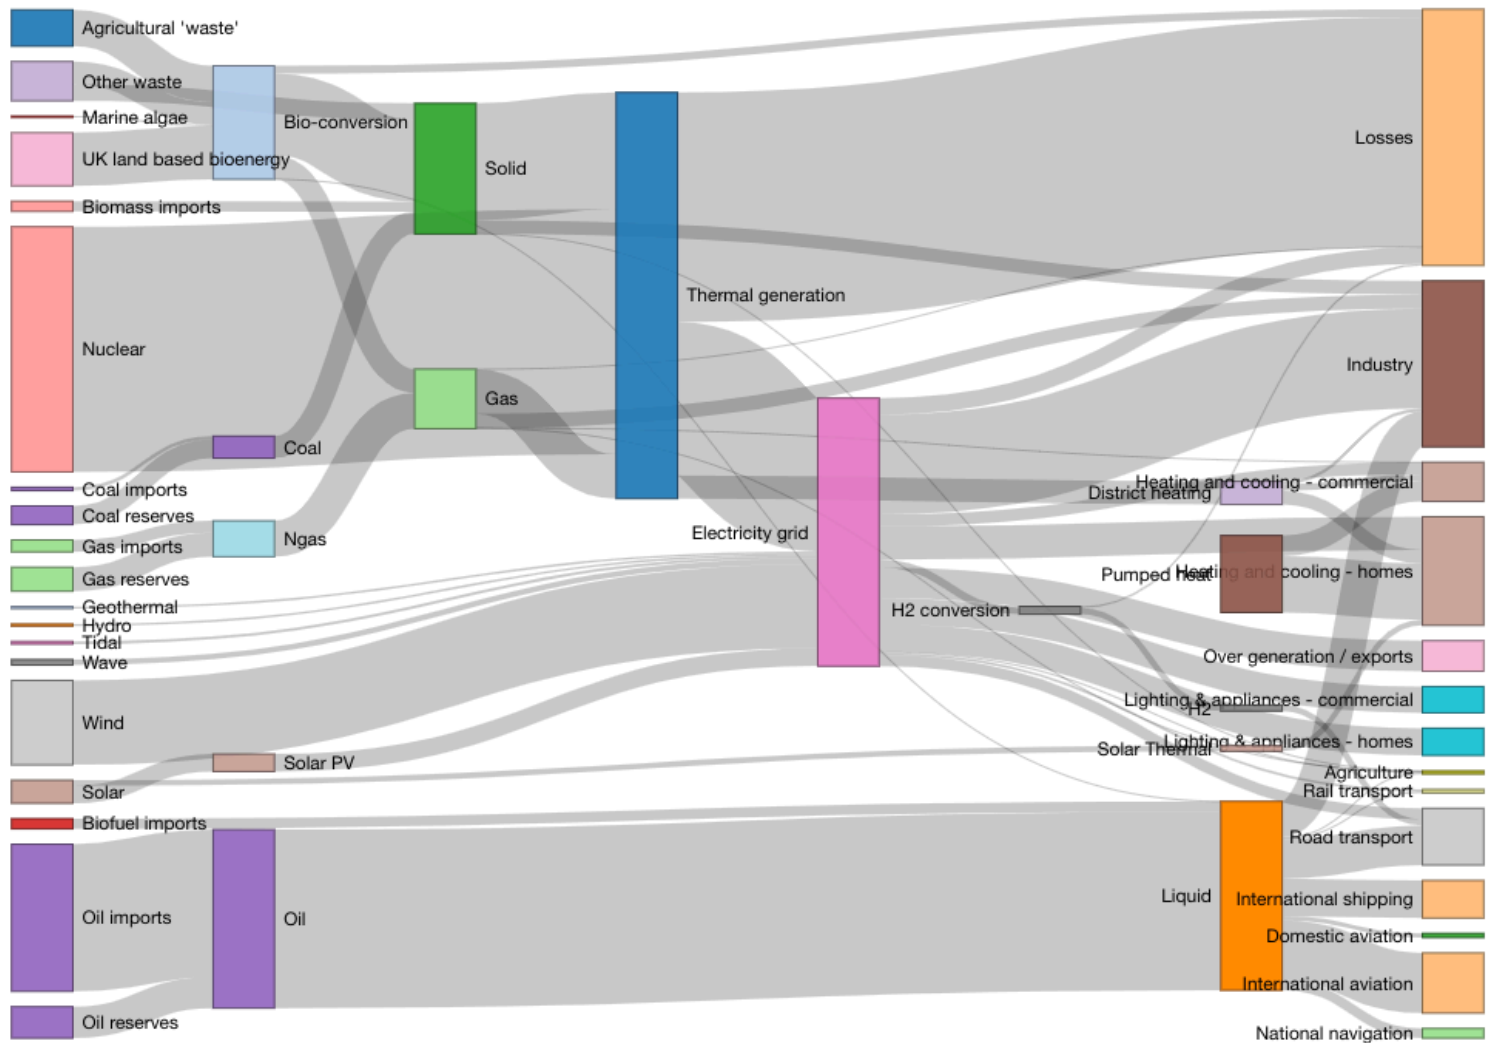 Agricultural 'waste'
Other waste
Marine algae
UK land based bioenergy
Biomass imports
Nuclear
Coal imports
Coal reserves
Gas imports
Gas reserves
Geothermal
Hydro
Tidal
Wave
Wind
Solar
Biofuel imports
Oil imports
Oil reserves
Bio-conversion
Coal
Ngas
Solar PV
Oil
Solid
Gas
Thermal generation
Electricity grid
H2 conversion
District heating
Pumped heat
H2
Solar Thermal
Liquid
Losses
Industry
Heating and cooling - commercial
Heating and cooling - homes
Over generation / exports
Lighting & appliances - commercial
Lighting & appliances - homes
Agriculture
Rail transport
Road transport
International shipping
Domestic aviation
International aviation
National navigation